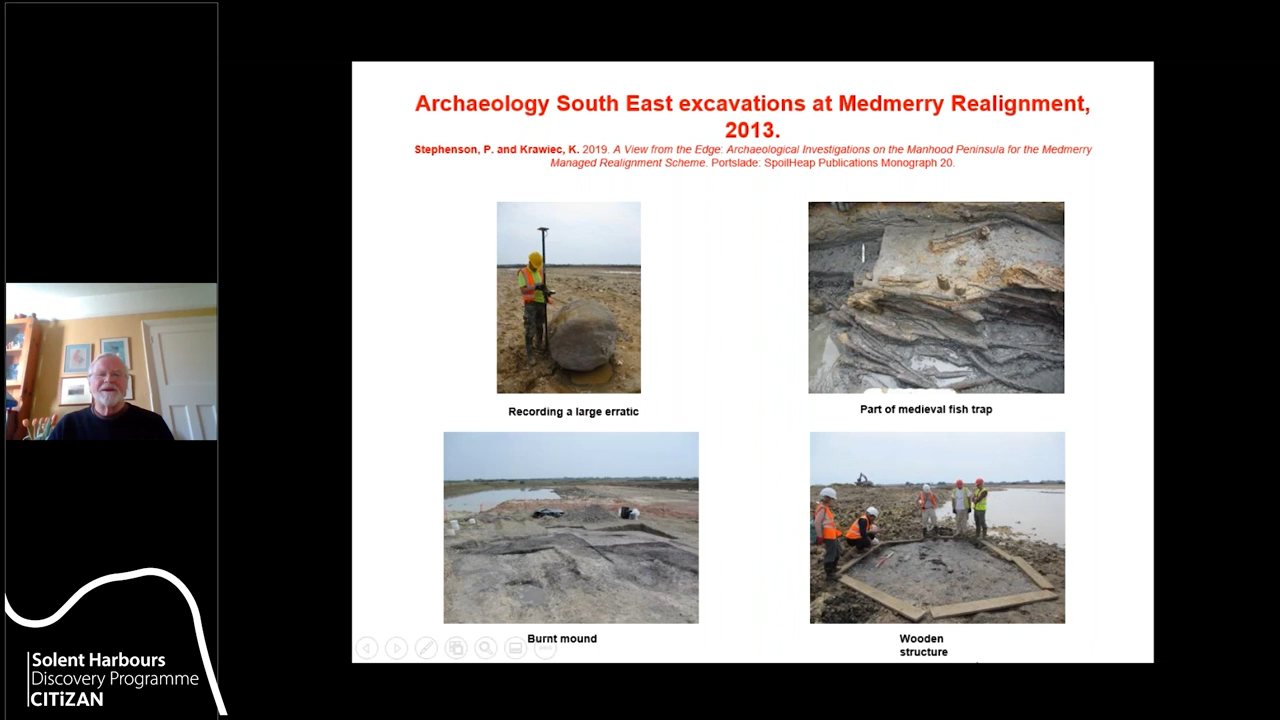 Archaeology South East excavations at Medmerry Realignment,
2013.
Stephenson, P. and Krawiec, K. 2019. A View from the Edge: Archaeological Investigations on the Manhood Peninsula for the Medmerry
Managed Realignment Scheme. Portslade: SpoilHeap Publications Monograph 20.
Recording a large erratic
Part of medieval fish trap
Burnt mound
Wooden
structure
Solent Harbours
Discovery Programme
CITiZAN